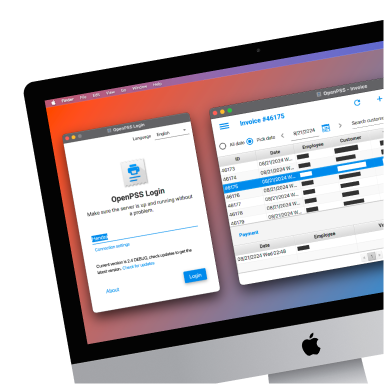 Finder File Edit View Go Window Help
OpenPSS Login
Language English
OpenPSS Login
Make sure the server is up and running without
a problem.
Connection settings
Current version is 2.4 DEBUG, check updates to get the
latest version. Check for updates
About
Login
OpenPSS – Invoice
Invoice #46175
All date
Pick date
8/21/2024
Search custome
ID Date Employee Customer
46173 08/21/2024 W...
46174 08/21/2024 W...
46175 08/21/2024 W...
46176 08/21/2024 W...
46177 08/21/2024 W...
46178 08/21/2024 W...
46179
Payment
Date Employee
08/21/2024 Wed 02:48
1